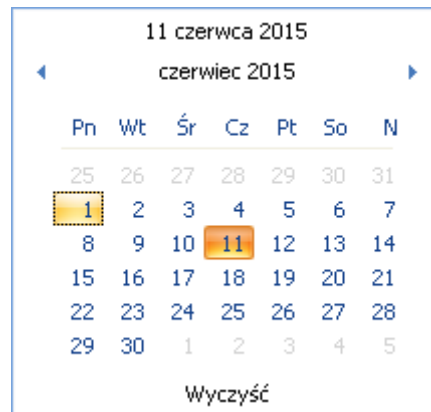 11 czerwca 2015
czerwiec 2015
Pn Wt Śr Cz Pt So N
25 26 27 28 29 30 31
1 2 3 4 5 6 7
8 9 10 11 12 13 14
15 16 17 18 19 20 21
22 23 24 25 26 27 28
29 30 1 2 3 4 5
Wyczyść